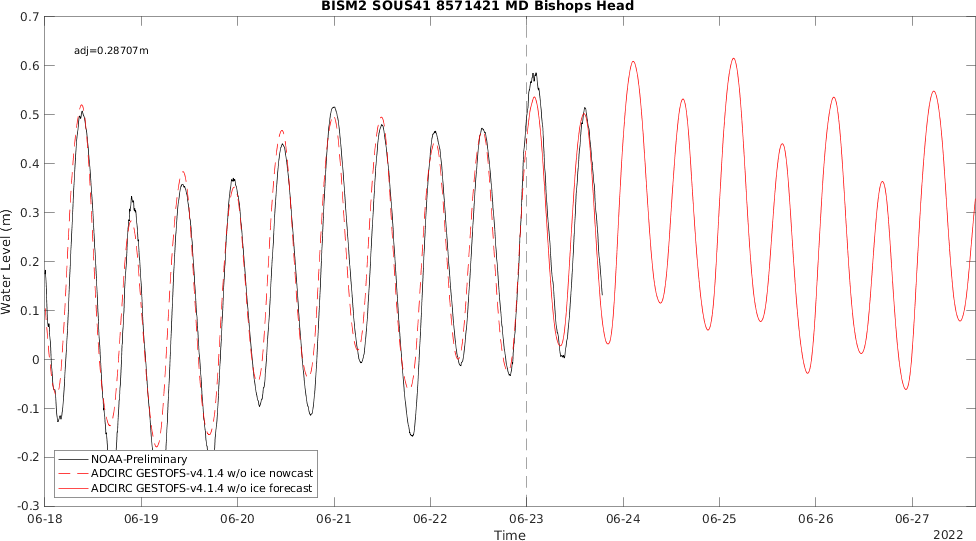 BISM2 SOUS41 8571421 MD Bishops Head
0.7
0.6
0.5
0.4
0.3
0.2
0.1
0
-0.1
-0.2
-0.3
Water Level (m)
adj=0.28707m
NOAA-Preliminary
ADCIRC GESTOFS-v4.1.4 w/o ice nowcast
ADCIRC GESTOFS-v4.1.4 w/o ice forecast
06-18 06-19 06-20 06-21 06-22 06-23 06-24 06-25 06-26 06-27
Time
2022